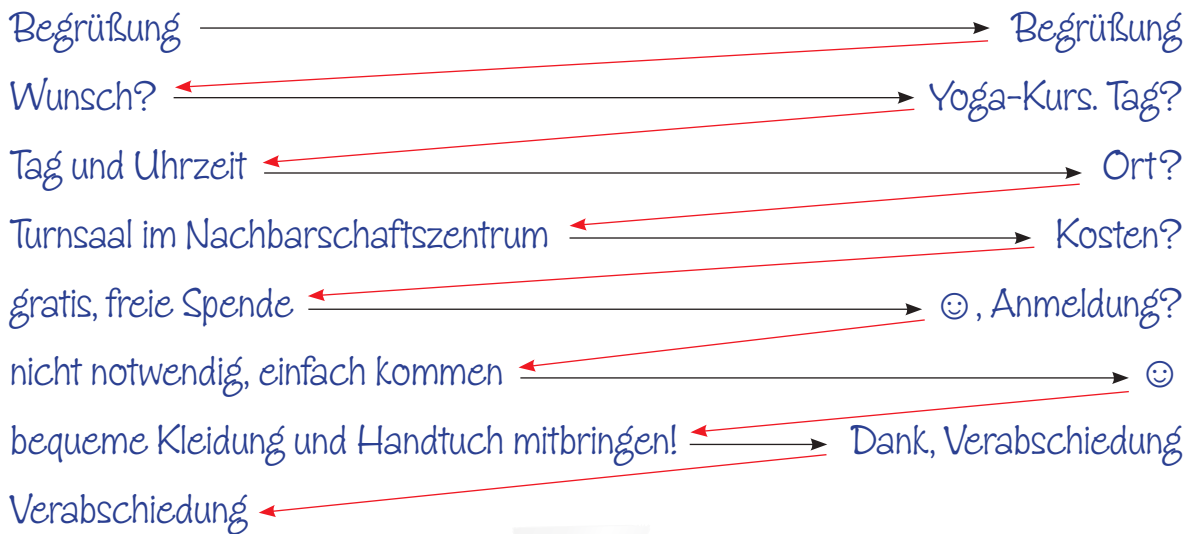 Begrüßung Begrüßung
Wunsch? Yoga-Kurs. Tag?
Tag und Uhrzeit Ort?
Turnsaal im Nachbarschaftszentrum Kosten?
gratis, freie Spende ☺, Anmeldung?
nicht notwendig, einfach kommen ☺
bequeme Kleidung und Handtuch mitbringen! Dank, Verabschiedung
Verabschiedung